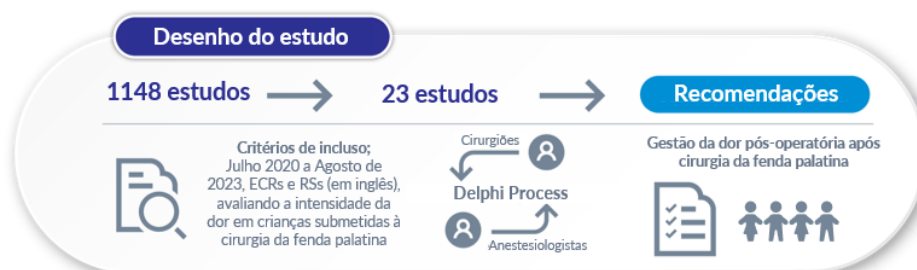 Desenho do estudo
1148 estudos
23 estudos
Recomendações
Critérios de incluso;
Julho 2020 a Agosto de
2023, ECRs e RSs (em inglês),
avaliando a intensidade da
dor em crianças submetidas à
cirurgia da fenda palatina
Cirurgiões
Delphi Process
Anestesiologistas
Gestão da dor pós-operatória após
cirurgia da fenda palatina